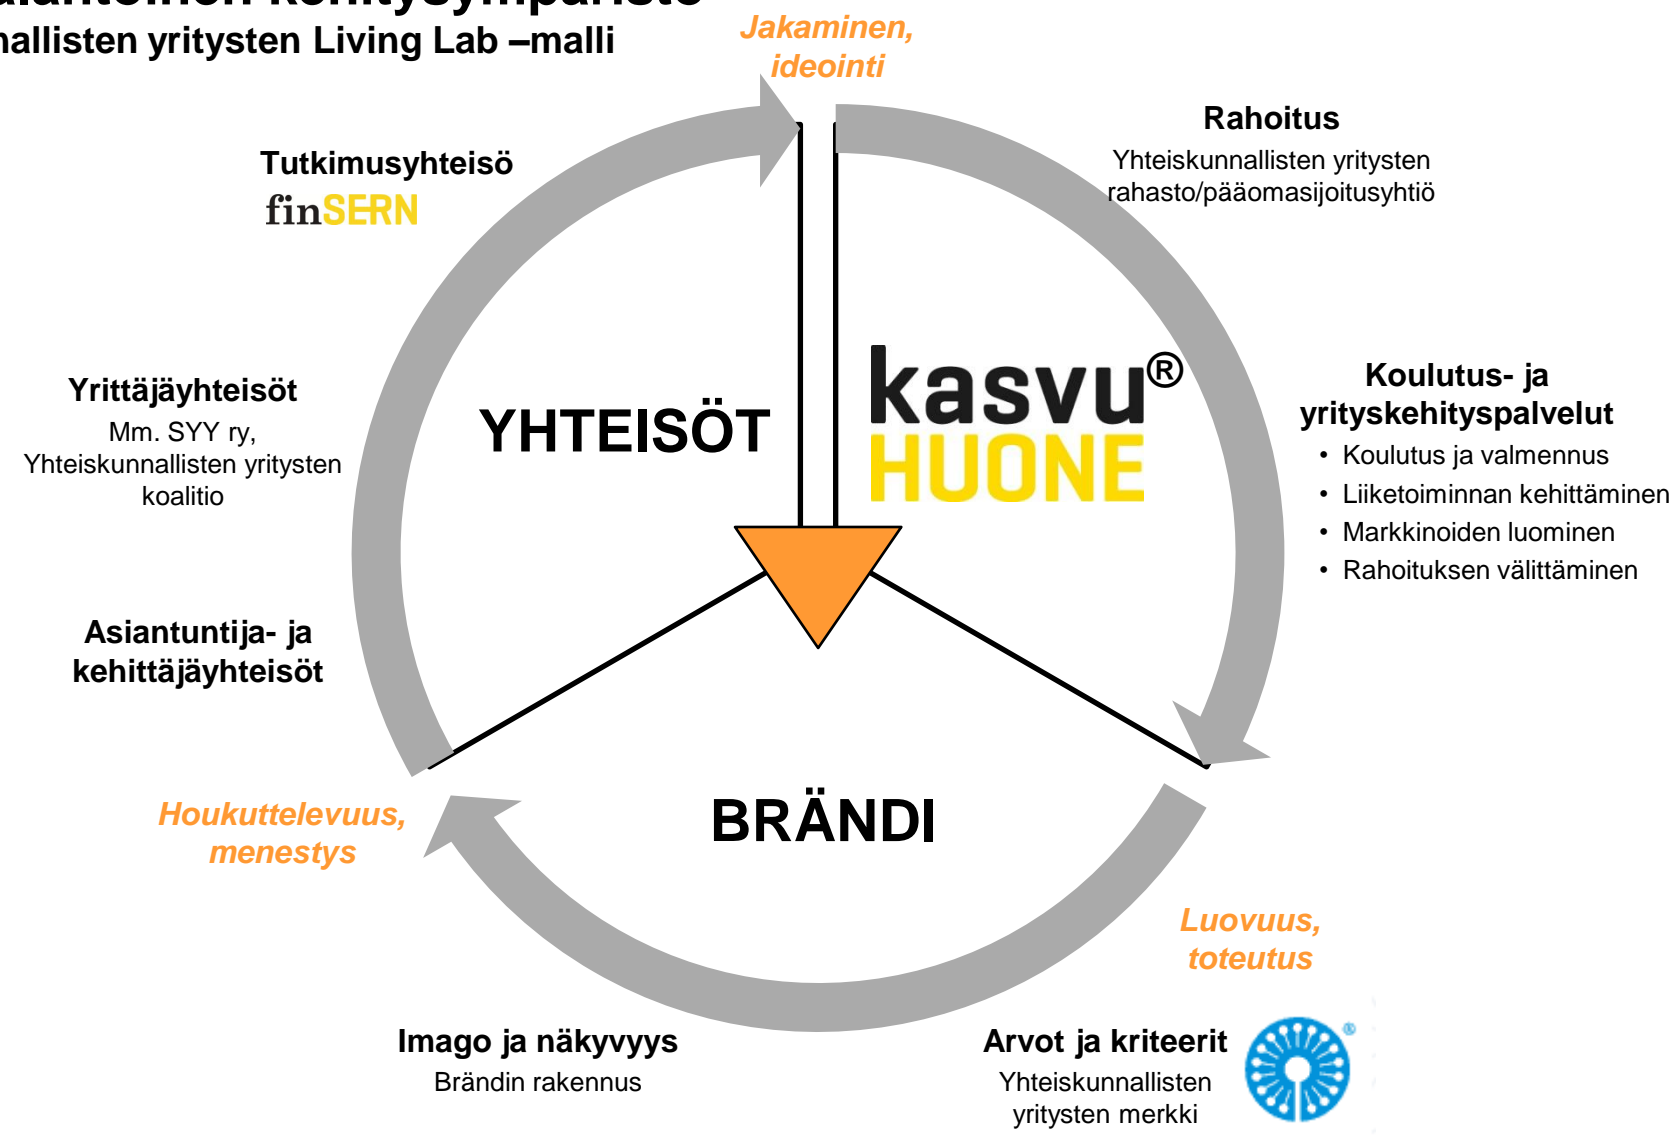 kehitysympäristö
yritysten Living Lab –malli
Jakaminen,
ideointi
Rahoitus
Yhteiskunnallisten yritysten
rahasto/pääomasijoitusyhtiö
Tutkimusyhteisö
finSERN
Yrittäjäyhteisöt
Mm. SYY ry,
Yhteiskunnallisten yritysten
koalitio
YHTEISÖT
kasvu®
HUONE
Koulutus- ja
yrityskehityspalvelut
• Koulutus ja valmennus
• Liiketoiminnan kehittäminen
• Markkinoiden luominen
• Rahoituksen välittäminen
Asiantuntija- ja
kehittäjäyhteisöt
Houkuttelevuus,
menestys
BRÄNDI
Luovuus,
toteutus
Imago ja näkyvyys
Brändin rakennus
Arvot ja kriteerit
Yhteiskunnallisten
yritysten merkki
®